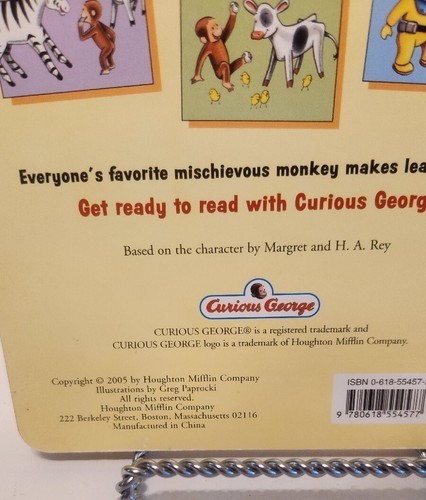 Everyone's favorite mischievous monkey makes
Get ready to read with Curious
Based on the character by Margret and H. A. Rey
Curious George
CURIOUS GEORGE® is a registered trademark and
CURIOUS GEORGE logo is a trademark of Houghton Mifflin Company.
Copyright © 2005 by Houghton Mifflin Company
Illustrations by Greg Paprocki
All rights reserved.
Houghton Mifflin Company
222 Berkeley Street, Boston, Massachusetts 02116
Manufactured in China
ISBN 0-618-55457-
9 780618 554577